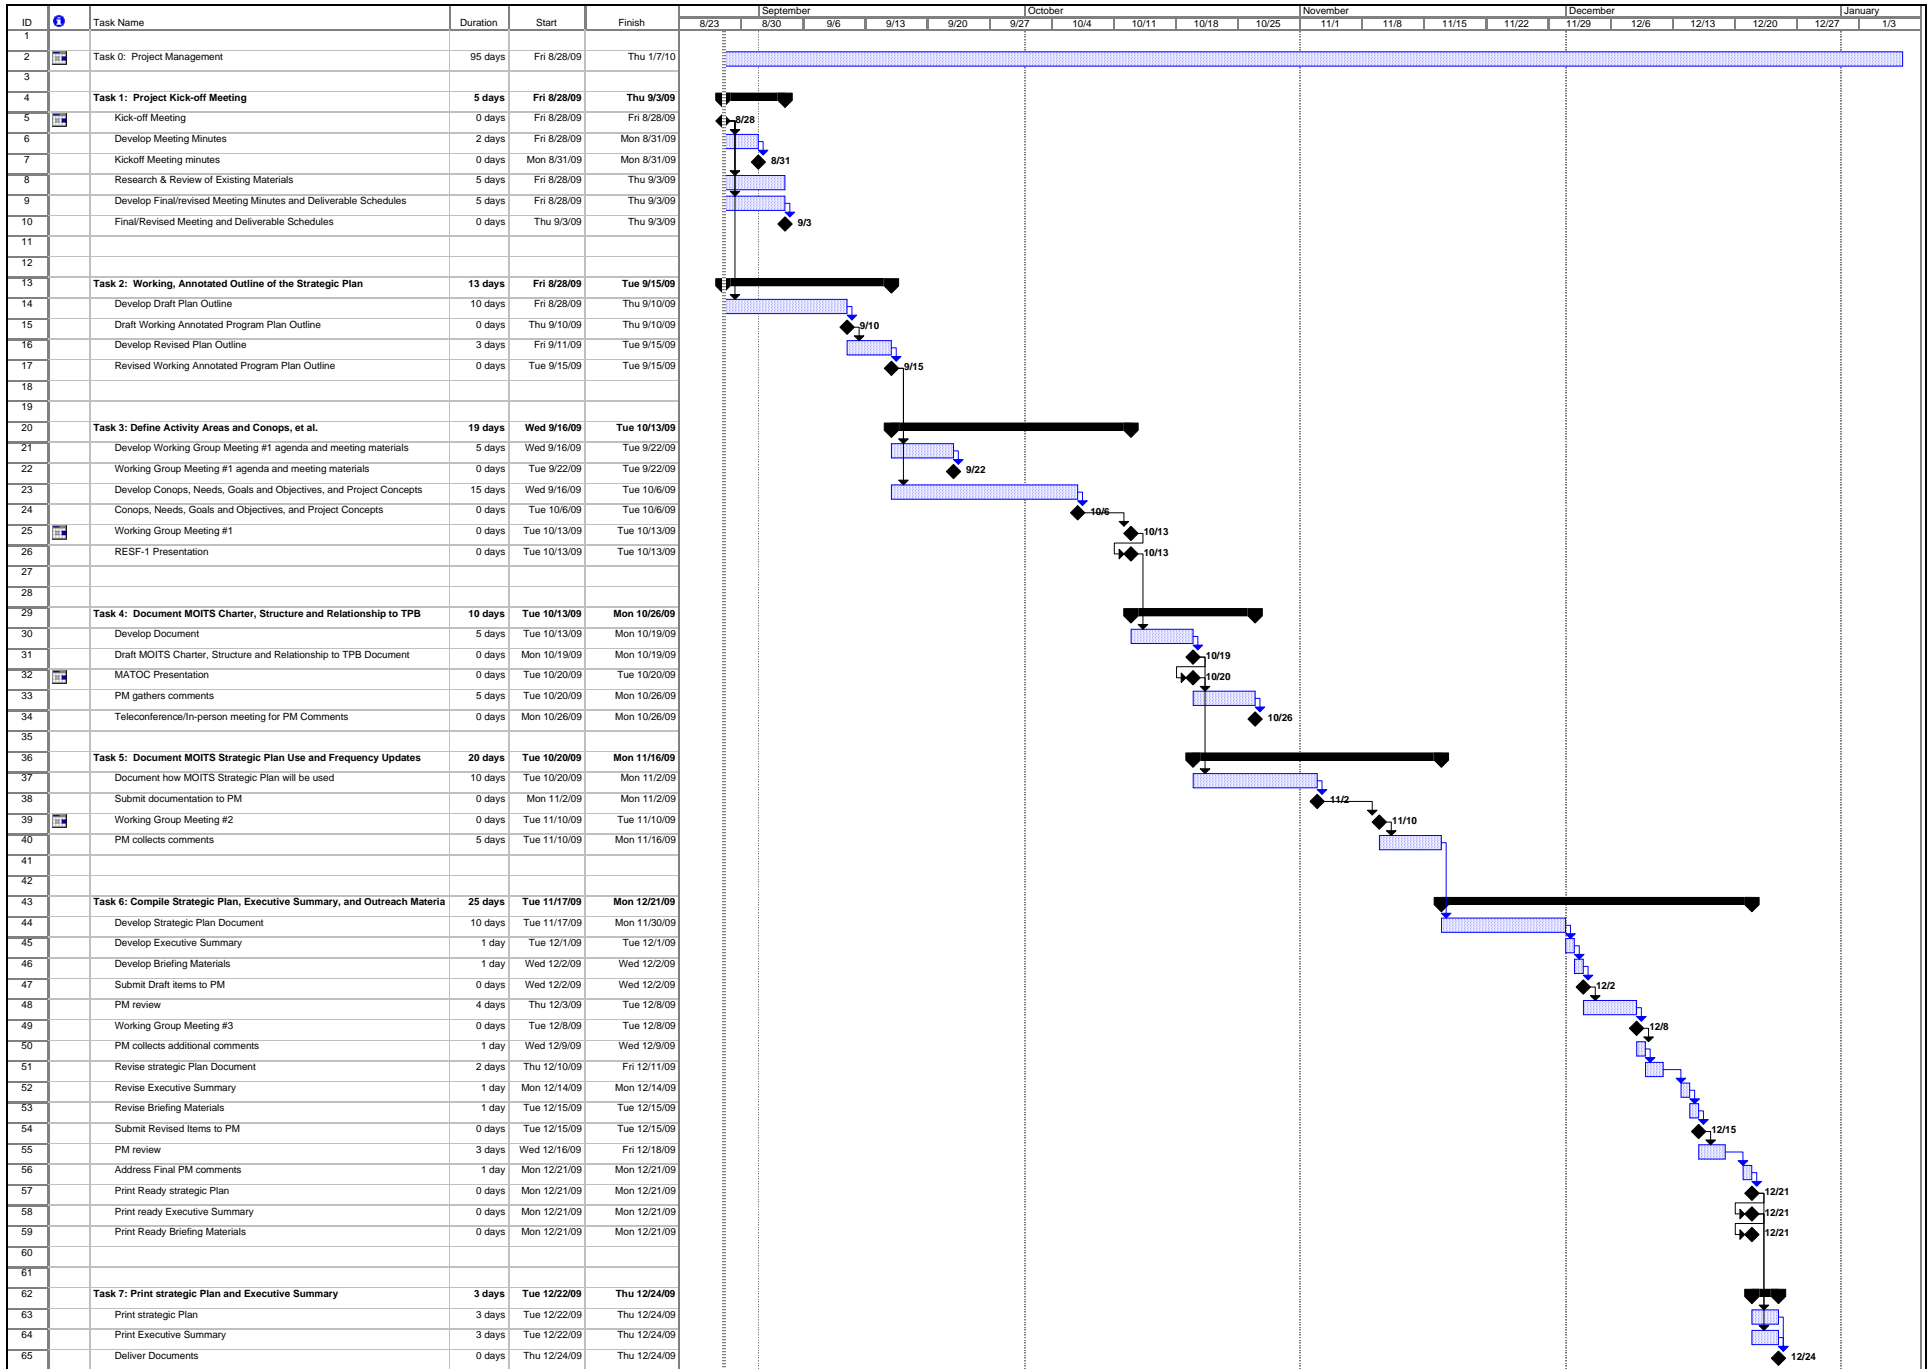 September October November December January
ID Task Name Duration Start Finish 8/23 8/30 9/6 9/13 9/20 9/27 10/4 10/11 10/18 10/25 11/1 11/8 11/15 11/22 11/29 12/6 12/13 12/20 12/27 1/3
1
2 Task 0: Project Management 95 days Fri 8/28/09 Thu 1/7/10
3
4 Task 1: Project Kick-off Meeting 5 days Fri 8/28/09 Thu 9/3/09
5 Kick-off Meeting 0 days Fri 8/28/09 Fri 8/28/09 8/28
6 Develop Meeting Minutes 2 days Fri 8/28/09 Mon 8/31/09
7 Kickoff Meeting minutes 0 days Mon 8/31/09 Mon 8/31/09 8/31
8 Research & Review of Existing Materials 5 days Fri 8/28/09 Thu 9/3/09
9 Develop Final/revised Meeting Minutes and Deliverable Schedules 5 days Fri 8/28/09 Thu 9/3/09
10 Final/Revised Meeting and Deliverable Schedules 0 days Thu 9/3/09 Thu 9/3/09 9/3
11
12
13 Task 2: Working, Annotated Outline of the Strategic Plan 13 days Fri 8/28/09 Tue 9/15/09
14 Develop Draft Plan Outline 10 days Fri 8/28/09 Thu 9/10/09
15 Draft Working Annotated Program Plan Outline 0 days Thu 9/10/09 Thu 9/10/09 9/10
16 Develop Revised Plan Outline 3 days Fri 9/11/09 Tue 9/15/09
17 Revised Working Annotated Program Plan Outline 0 days Tue 9/15/09 Tue 9/15/09 9/15
18
19
20 Task 3: Define Activity Areas and Conops, et al. 19 days Wed 9/16/09 Tue 10/13/09
21 Develop Working Group Meeting #1 agenda and meeting materials 5 days Wed 9/16/09 Tue 9/22/09
22 Working Group Meeting #1 agenda and meeting materials 0 days Tue 9/22/09 Tue 9/22/09 9/22
23 Develop Conops, Needs, Goals and Objectives, and Project Concepts 15 days Wed 9/16/09 Tue 10/6/09
24 Conops, Needs, Goals and Objectives, and Project Concepts 0 days Tue 10/6/09 Tue 10/6/09 10/6
25 Working Group Meeting #1 0 days Tue 10/13/09 Tue 10/13/09 10/13
26 RESF-1 Presentation 0 days Tue 10/13/09 Tue 10/13/09 10/13
27
28
29 Task 4: Document MOITS Charter, Structure and Relationship to TPB 10 days Tue 10/13/09 Mon 10/26/09
30 Develop Document 5 days Tue 10/13/09 Mon 10/19/09
31 Draft MOITS Charter, Structure and Relationship to TPB Document 0 days Mon 10/19/09 Mon 10/19/09 10/19
32 MATOC Presentation 0 days Tue 10/20/09 Tue 10/20/09 10/20
33 PM gathers comments 5 days Tue 10/20/09 Mon 10/26/09
34 Teleconference/In-person meeting for PM Comments 0 days Mon 10/26/09 Mon 10/26/09 10/26
35
36 Task 5: Document MOITS Strategic Plan Use and Frequency Updates 20 days Tue 10/20/09 Mon 11/16/09
37 Document how MOITS Strategic Plan will be used 10 days Tue 10/20/09 Mon 11/2/09
38 Submit documentation to PM 0 days Mon 11/2/09 Mon 11/2/09 11/2
39 Working Group Meeting #2 0 days Tue 11/10/09 Tue 11/10/09 11/10
40 PM collects comments 5 days Tue 11/10/09 Mon 11/16/09
41
42
43 Task 6: Compile Strategic Plan, Executive Summary, and Outreach Materia 25 days Tue 11/17/09 Mon 12/21/09
44 Develop Strategic Plan Document 10 days Tue 11/17/09 Mon 11/30/09
45 Develop Executive Summary 1 day Tue 12/1/09 Tue 12/1/09
46 Develop Briefing Materials 1 day Wed 12/2/09 Wed 12/2/09
47 Submit Draft items to PM 0 days Wed 12/2/09 Wed 12/2/09 12/2
48 PM review 4 days Thu 12/3/09 Tue 12/8/09
49 Working Group Meeting #3 0 days Tue 12/8/09 Tue 12/8/09 12/8
50 PM collects additional comments 1 day Wed 12/9/09 Wed 12/9/09
51 Revise strategic Plan Document 2 days Thu 12/10/09 Fri 12/11/09
52 Revise Executive Summary 1 day Mon 12/14/09 Mon 12/14/09
53 Revise Briefing Materials 1 day Tue 12/15/09 Tue 12/15/09
54 Submit Revised Items to PM 0 days Tue 12/15/09 Tue 12/15/09 12/15
55 PM review 3 days Wed 12/16/09 Fri 12/18/09
56 Address Final PM comments 1 day Mon 12/21/09 Mon 12/21/09
57 Print Ready strategic Plan 0 days Mon 12/21/09 Mon 12/21/09 12/21
58 Print ready Executive Summary 0 days Mon 12/21/09 Mon 12/21/09 12/21
59 Print Ready Briefing Materials 0 days Mon 12/21/09 Mon 12/21/09 12/21
60
61
62 Task 7: Print strategic Plan and Executive Summary 3 days Tue 12/22/09 Thu 12/24/09
63 Print strategic Plan 3 days Tue 12/22/09 Thu 12/24/09
64 Print Executive Summary 3 days Tue 12/22/09 Thu 12/24/09
65 Deliver Documents 0 days Thu 12/24/09 Thu 12/24/09 12/24